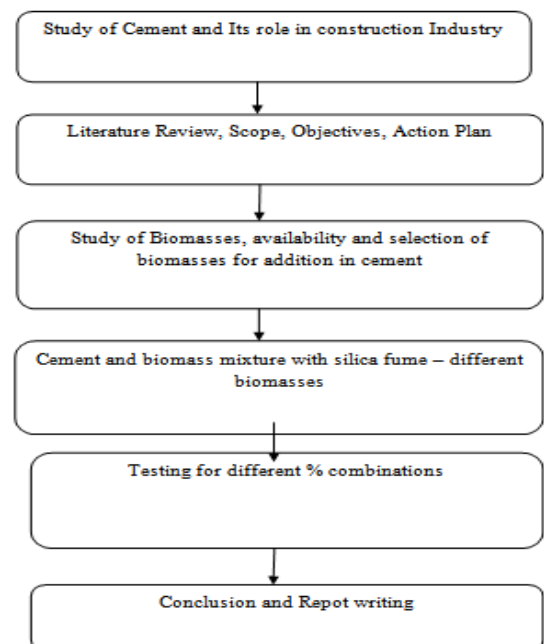 Study of Cement and Its role in construction Industry
Literature Review, Scope, Objectives, Action Plan
Study of Biomasses, availability and selection of
biomasses for addition in cement
Cement and biomass mixture with silica fume – different
biomasses
Testing for different % combinations
Conclusion and Repot writing